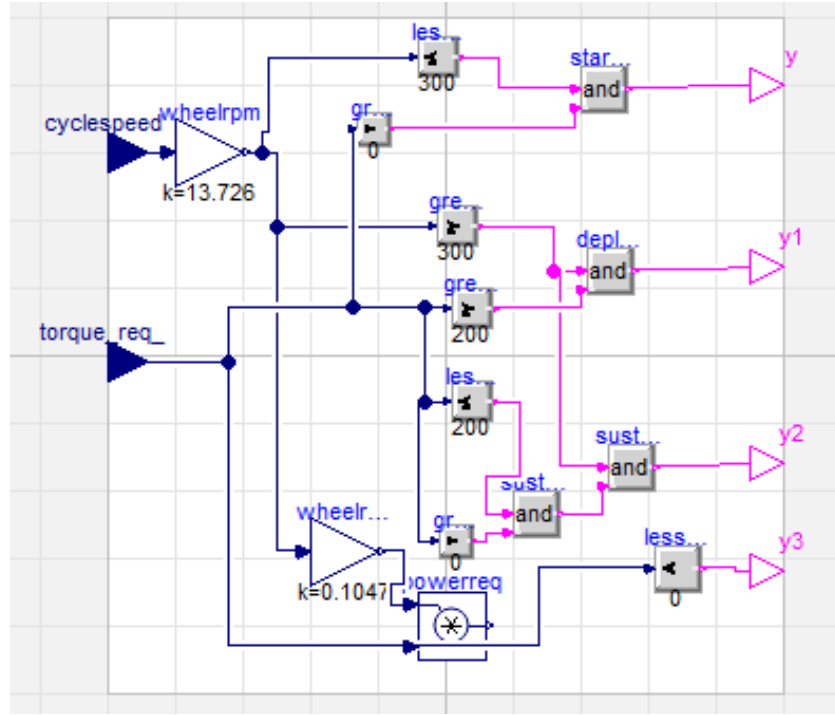 les...
300
star...
and
y
wheelrpm
cyclespeed
gr...
0
k=13.726
gre...
300
depl...
and
y1
gre...
200
torque_req_
les...
200
sust...
and
y2
sust...
and
wheelr...
k=0.1047
gr...
0
less...
0
y3
powerreq